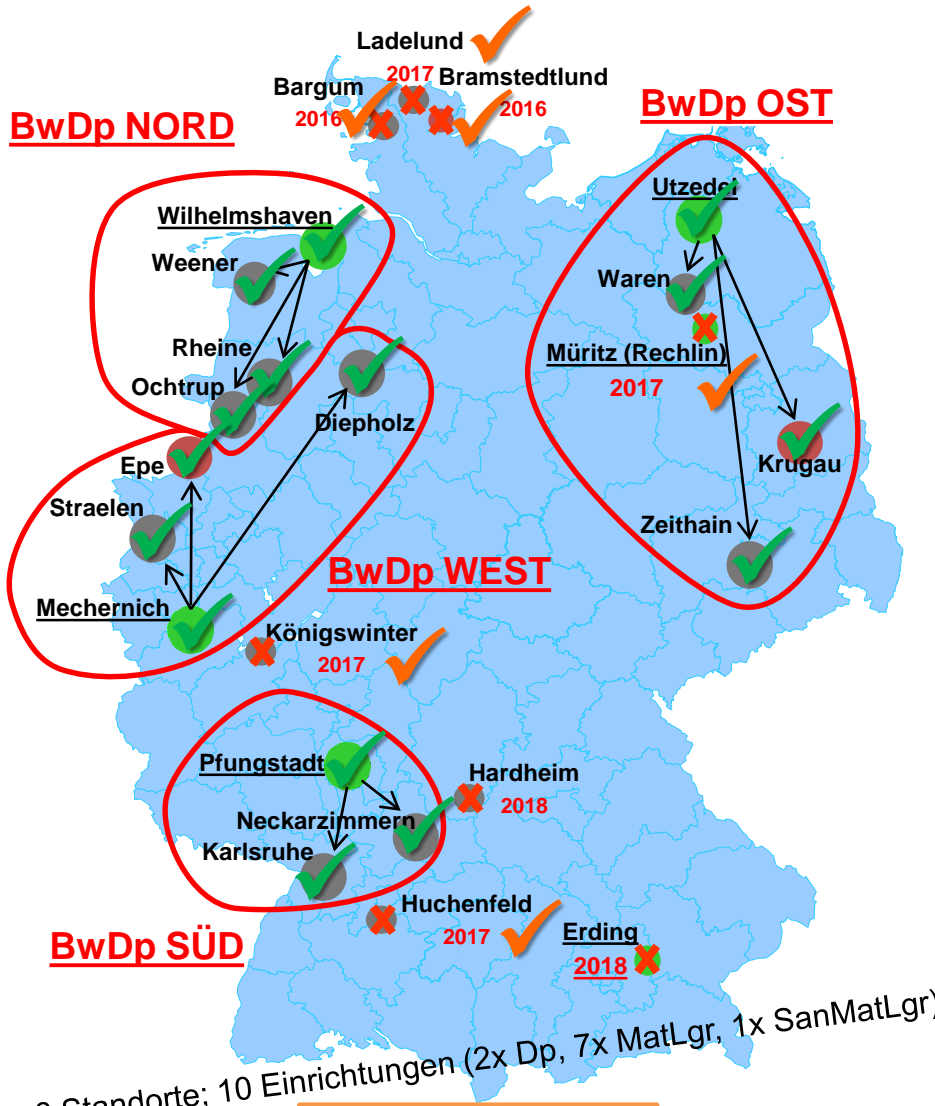 Ladelund
2017
Bramstedtlund
2016
Bargum
2016
BwDp NORD
BwDp OST
Wilhelmshaven
Weener
Rheine
Ochtrup
Diepholz
Utzedel
Waren
Müritz (Rechlin)
2017
Krugau
Zeithain
Epe
Straelen
Mechernich
BwDp WEST
Königswinter
2017
Pfungstadt
Neckarzimmern
Karlsruhe
Hardheim
2018
Huchenfeld
2017
BwDp SÜD
Erding
2018
Standorte; 10 Einrichtungen (2x Dp, 7x MatLgr, 1x SanMatLgr)